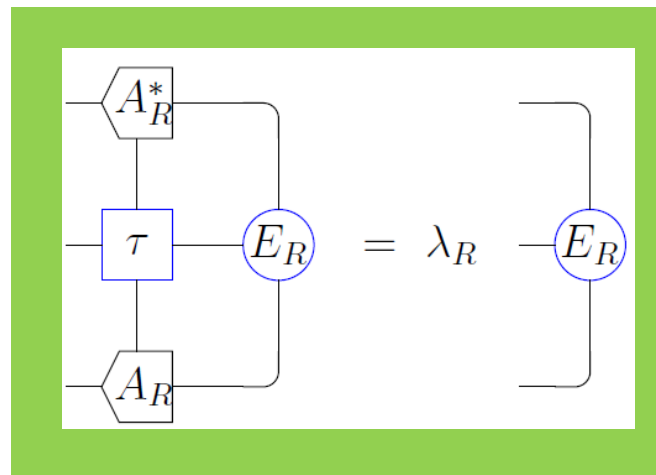 A*_R
τ E_R = λ_R E_R
A_R